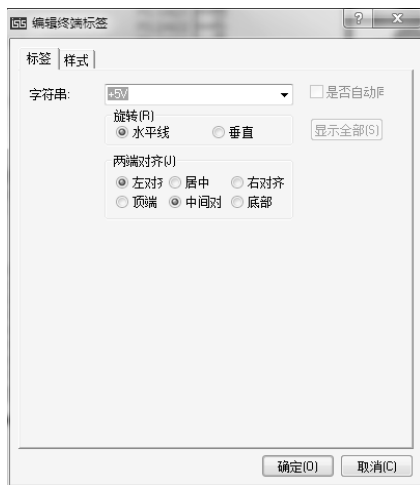 ISIS 编辑终端标签
标签 样式
字符串: +5V 是否自动同
旋转(R)
水平线 垂直 显示全部(S)
两端对齐(J)
左对齐 居中 右对齐
顶端 中间对 底部
确定(O) 取消(C)